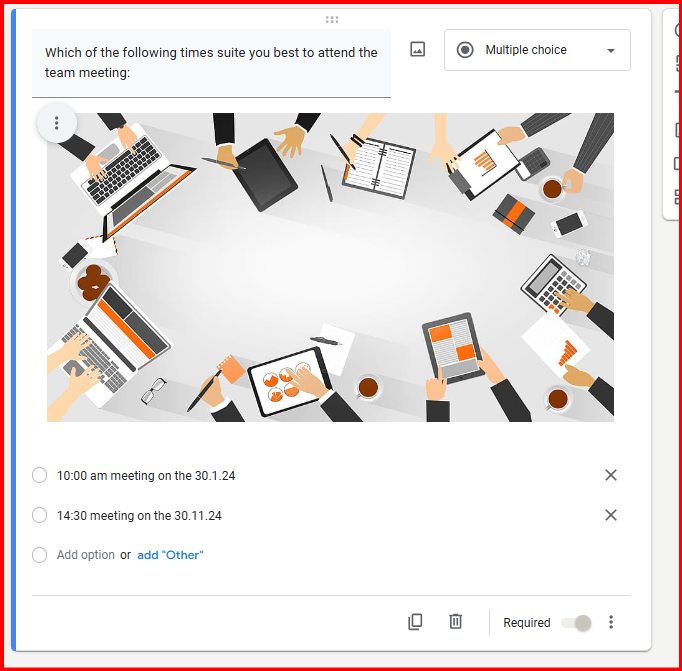 Which of the following times suite you best to attend the
team meeting:
Multiple choice
10:00 am meeting on the 30.1.24
14:30 meeting on the 30.11.24
Add option or add "Other"
Required